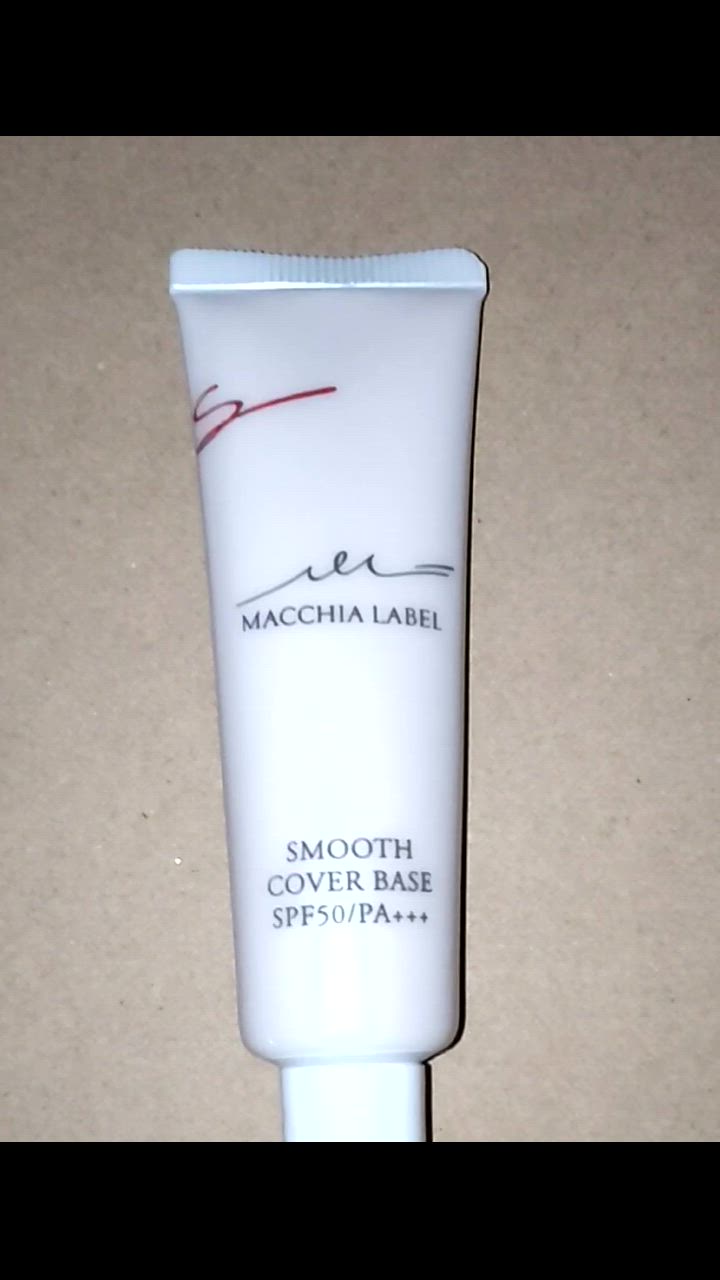 MACCHIA LABEL
SMOOTH
COVER BASE
SPF50/PA+++